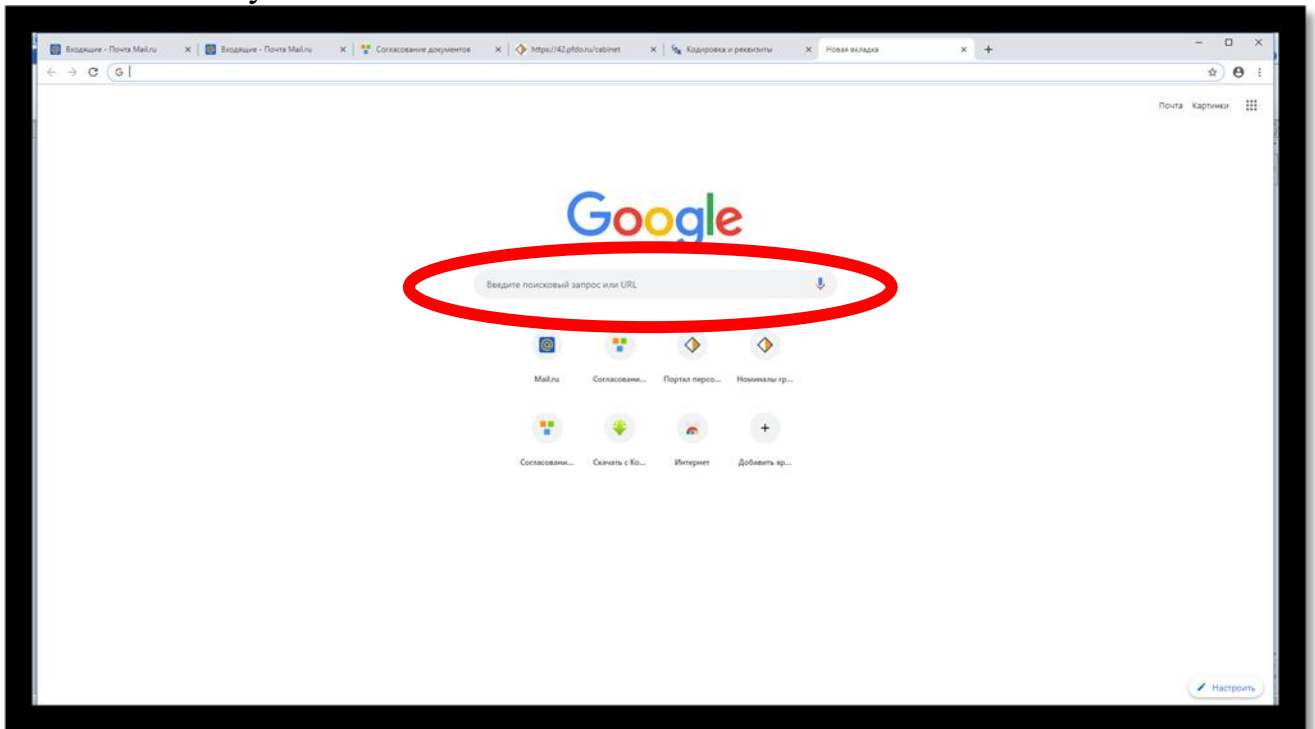 Входящие - Почта Mail.ru
Входящие - Почта Mail.ru
Согласование документов
https://42.pfdo.ru/cabinet
Кодировка и реквизиты
Новая вкладка
Почта Картинки
Google
Введите поисковый запрос или URL
Mail.ru
Согласовани...
Портал персо...
Номиналы гр...
Согласовани...
Скачать с Ко...
Интернет
Добавить яр...
Настроить